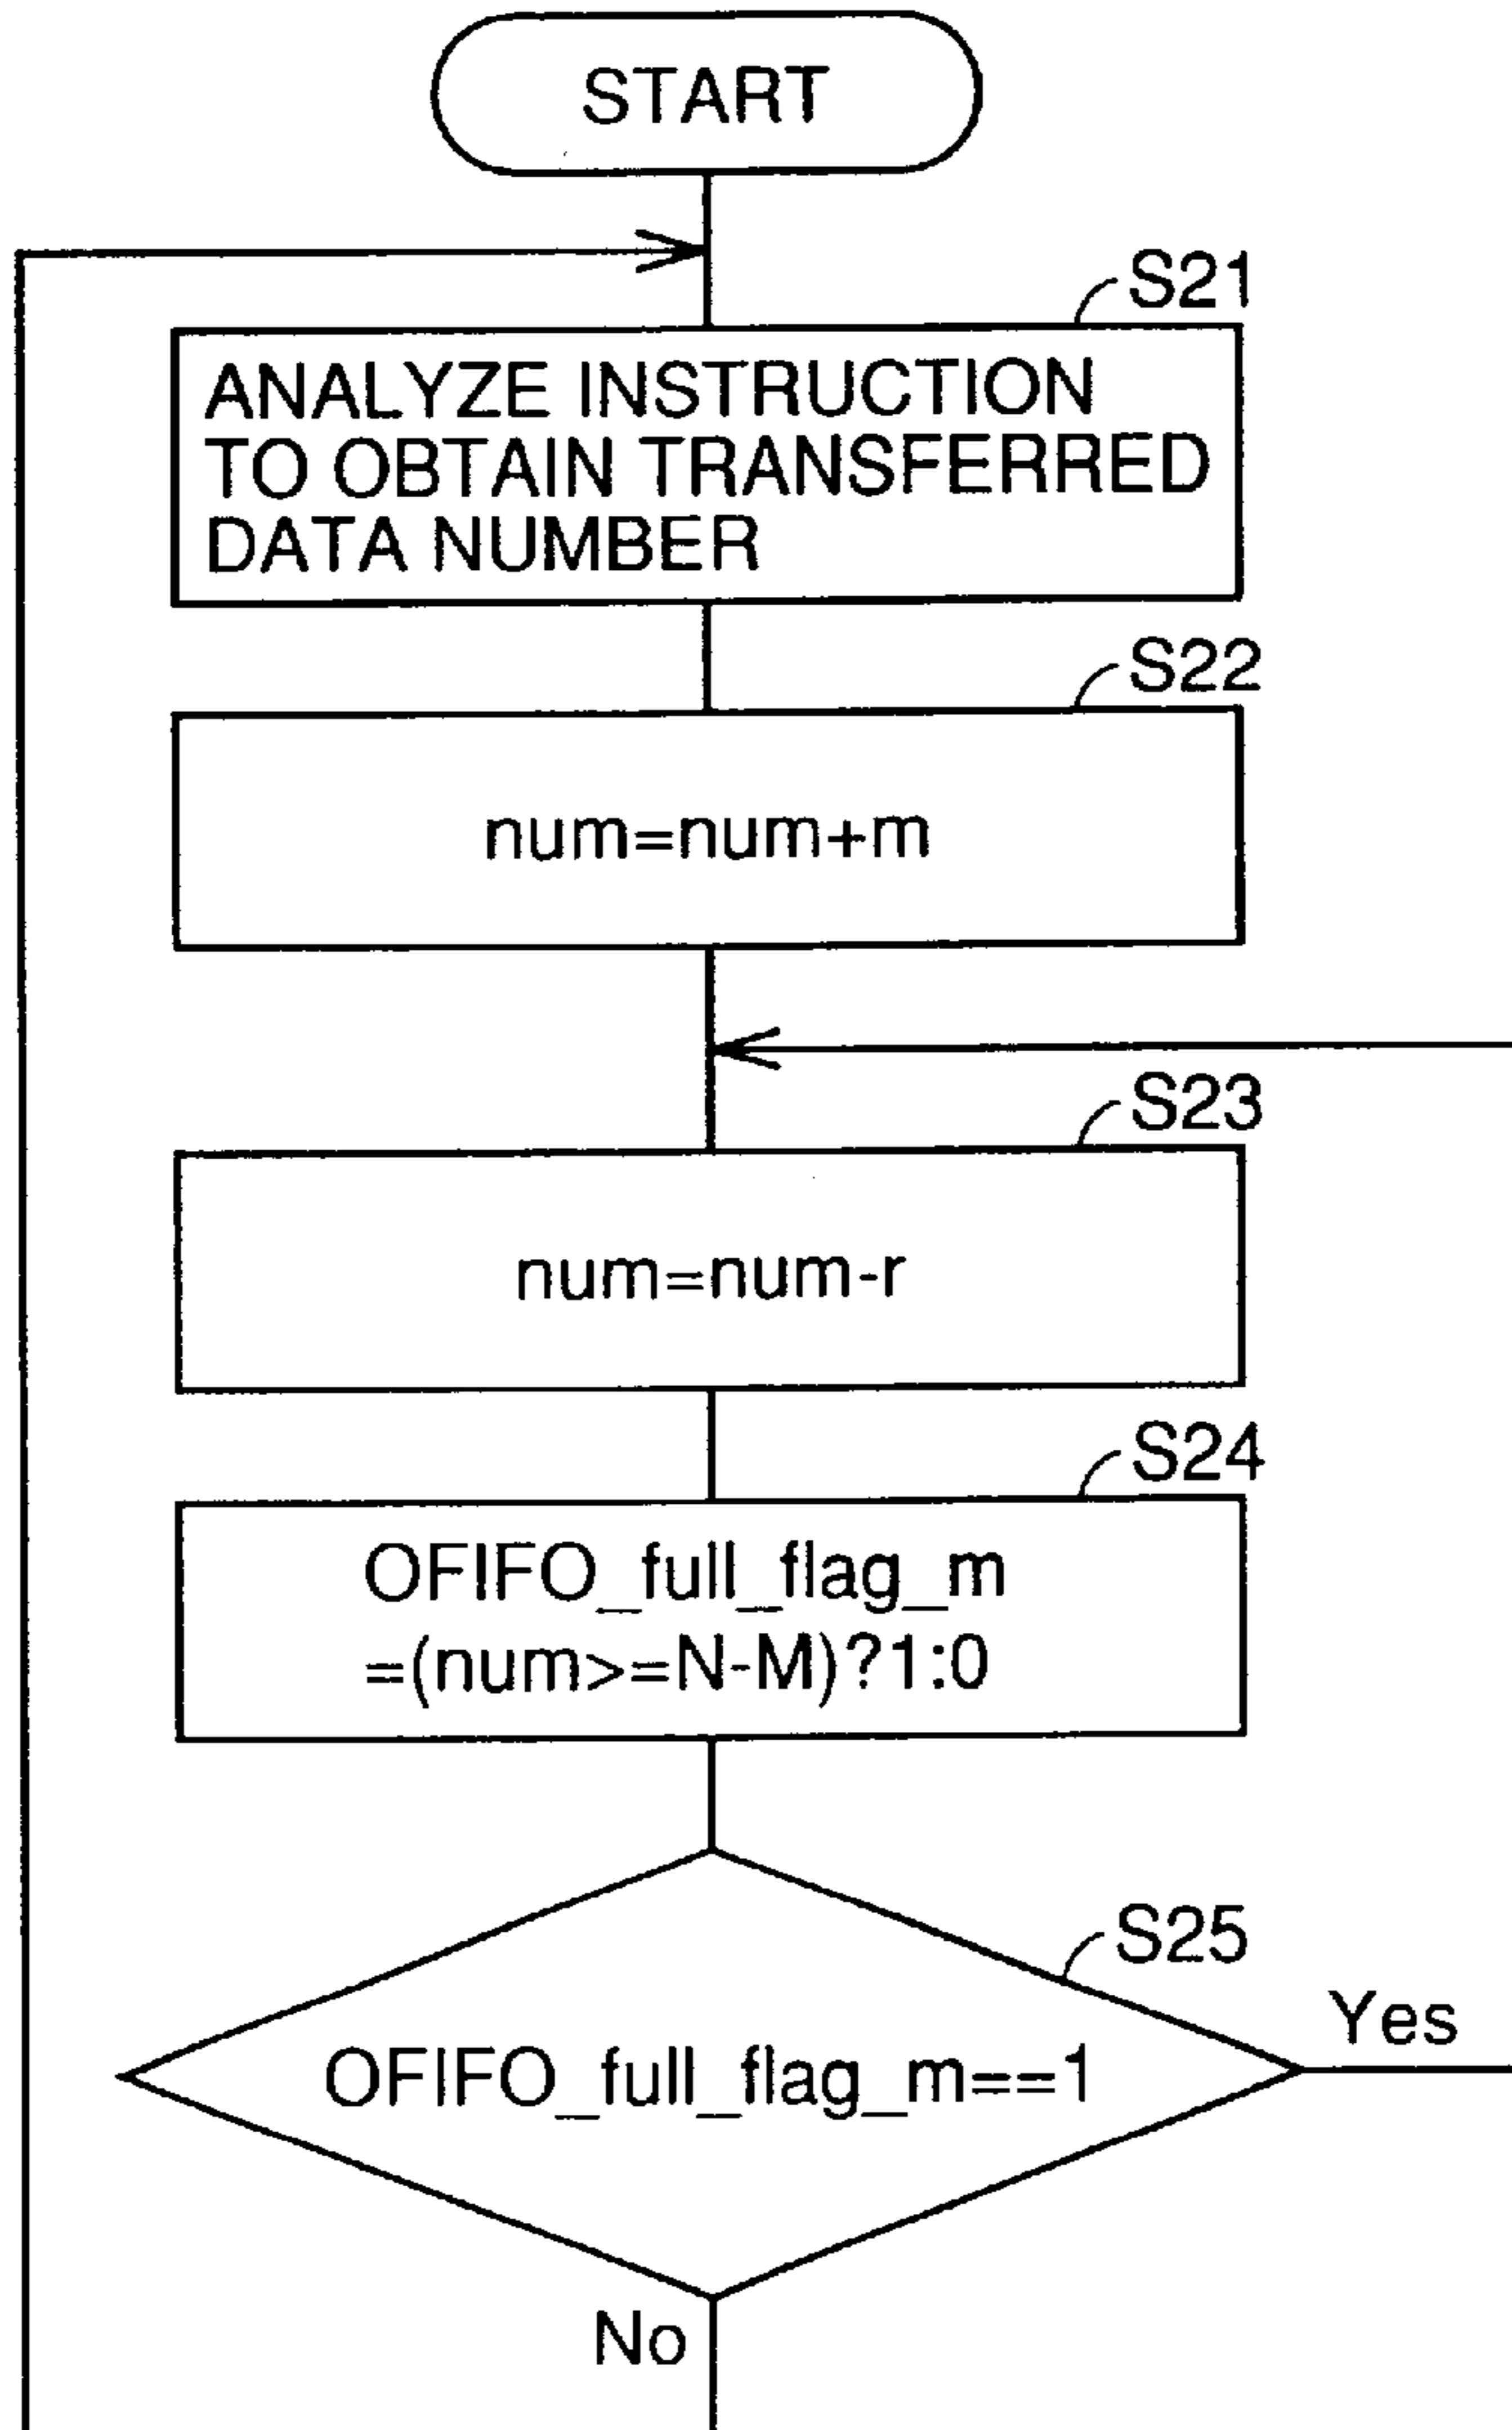 START
S21
ANALYZE INSTRUCTION
TO OBTAIN TRANSFERRED
DATA NUMBER
S22
num=num+m
S23
num=num-r
S24
OFIFO_full_flag_m
=(num>=N-M)?1:0
S25
OFIFO_full_flag_m==1
Yes
No